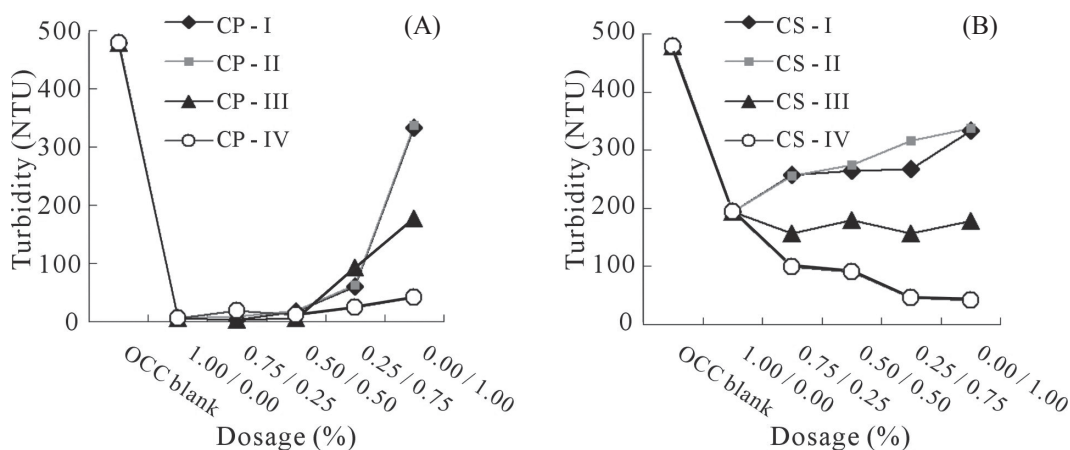 (A)
CP - I
CP - II
CP - III
CP - IV
Turbidity (NTU)
500
400
300
200
100
0
OCC blank
1.00 / 0.00
0.75 / 0.25
0.50 / 0.50
0.25 / 0.75
0.00 / 1.00
Dosage (%)
(B)
CS - I
CS - II
CS - III
CS - IV
Turbidity (NTU)
500
400
300
200
100
0
OCC blank
1.00 / 0.00
0.75 / 0.25
0.50 / 0.50
0.25 / 0.75
0.00 / 1.00
Dosage (%)